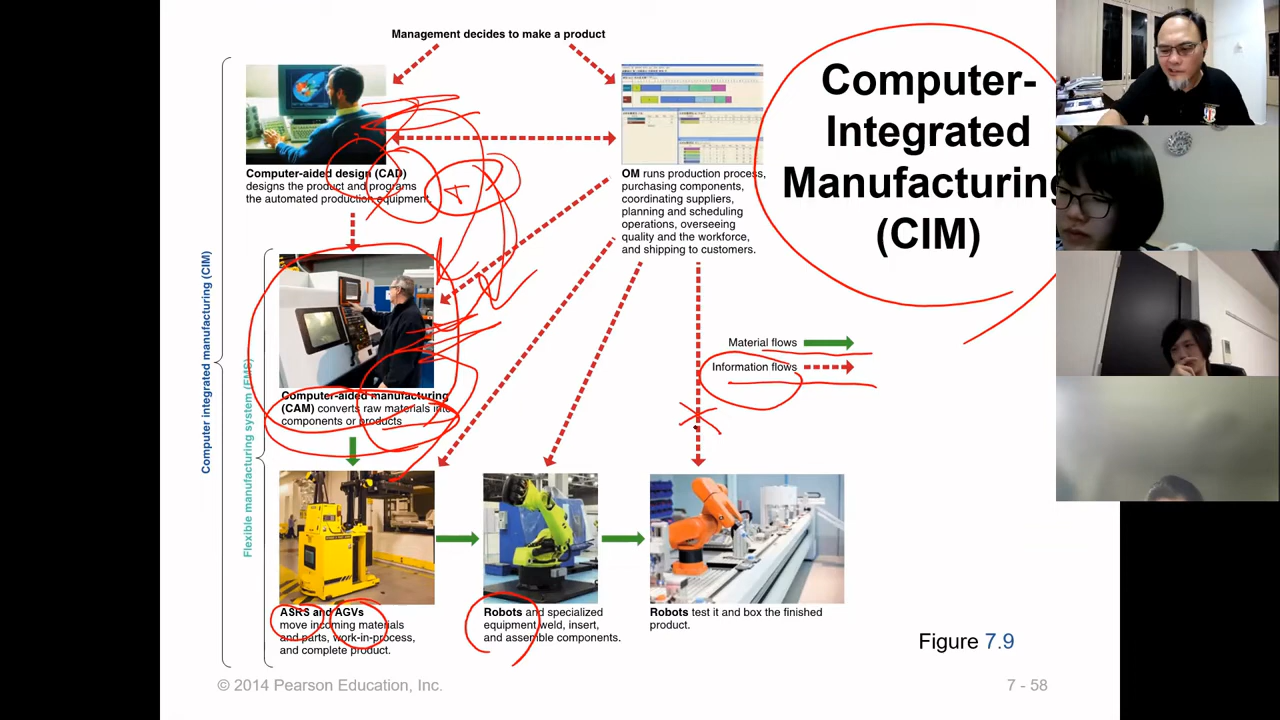 Management decides to make a product
Computer-
Integrated
Manufacturing
(CIM)
Computer-aided design (CAD)
designs the product and programs
the automated production equipment.
OM runs production process,
purchasing components,
coordinating suppliers,
planning and scheduling
operations, overseeing
quality and the workforce,
and shipping to customers.
Computer integrated manufacturing (CIM)
Flexible manufacturing system (FMS)
Material flows
Information flows
Computer-aided manufacturing
(CAM) converts raw materials into
components or products
ASRS and AGVs
move incoming materials
and parts, work-in-process,
and complete product.
Robots and specialized
equipment weld, insert,
and assemble components.
Robots test it and box the finished
product.
Figure 7.9
© 2014 Pearson Education, Inc.
7 - 58